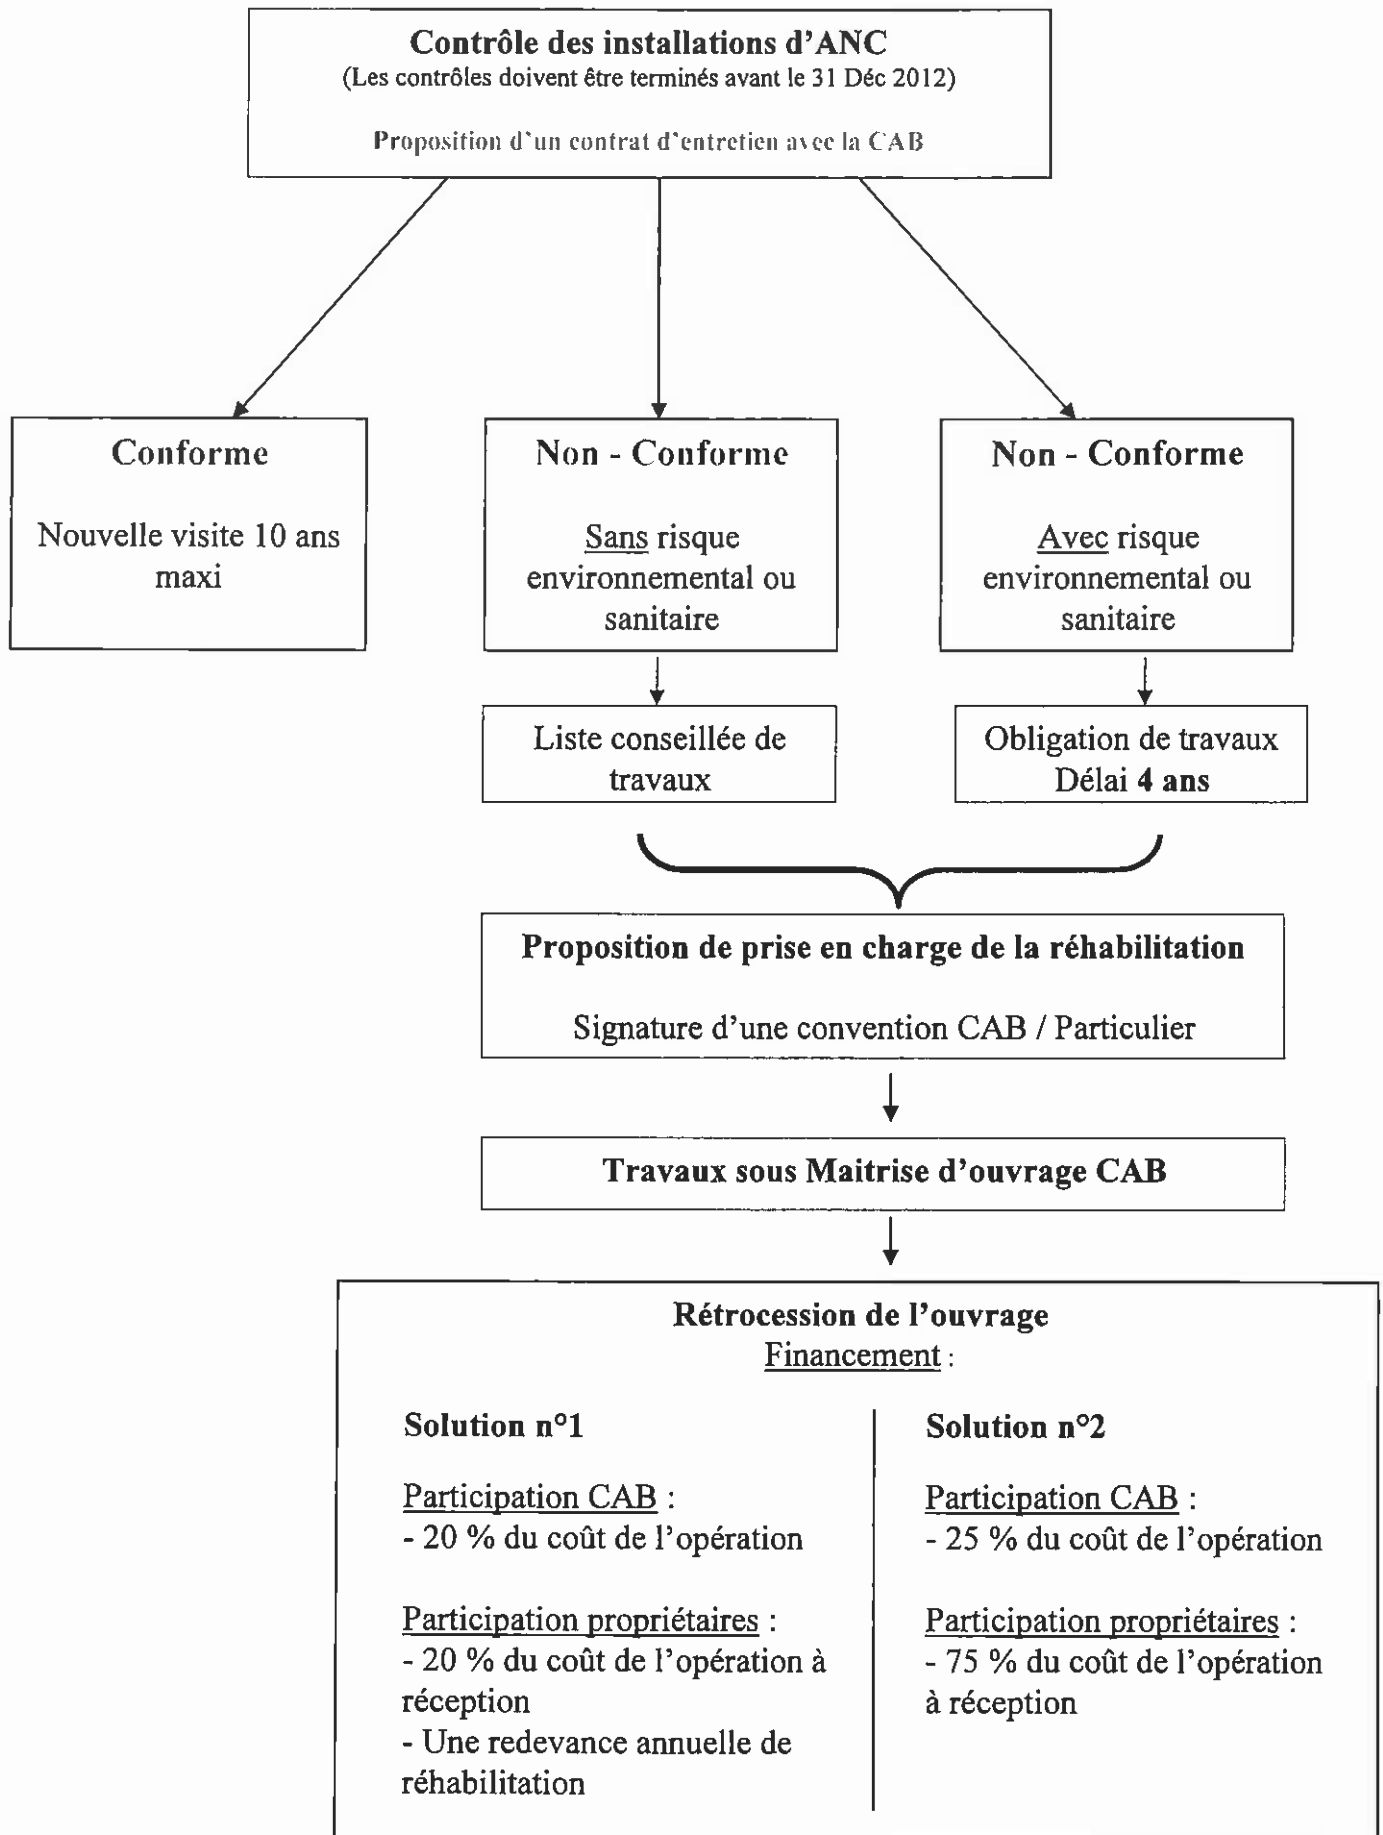 Contrôle des installations d'ANC
(Les contrôles doivent être terminés avant le 31 Déc 2012)
Proposition d'un contrat d'entretien avec la CAB
Conforme
Nouvelle visite 10 ans
maxi
Non - Conforme
Sans risque
environnemental ou
sanitaire
Non - Conforme
Avec risque
environnemental ou
sanitaire
Liste conseillée de
travaux
Obligation de travaux
Délai 4 ans
Proposition de prise en charge de la réhabilitation
Signature d'une convention CAB / Particulier
Travaux sous Maitrise d'ouvrage CAB
Rétrocession de l'ouvrage
Financement :
Solution n°1
Participation CAB :
- 20 % du coût de l'opération
Participation propriétaires :
- 20 % du coût de l'opération à
réception
- Une redevance annuelle de
réhabilitation
Solution n°2
Participation CAB :
- 25 % du coût de l'opération
Participation propriétaires :
- 75 % du coût de l'opération
à réception